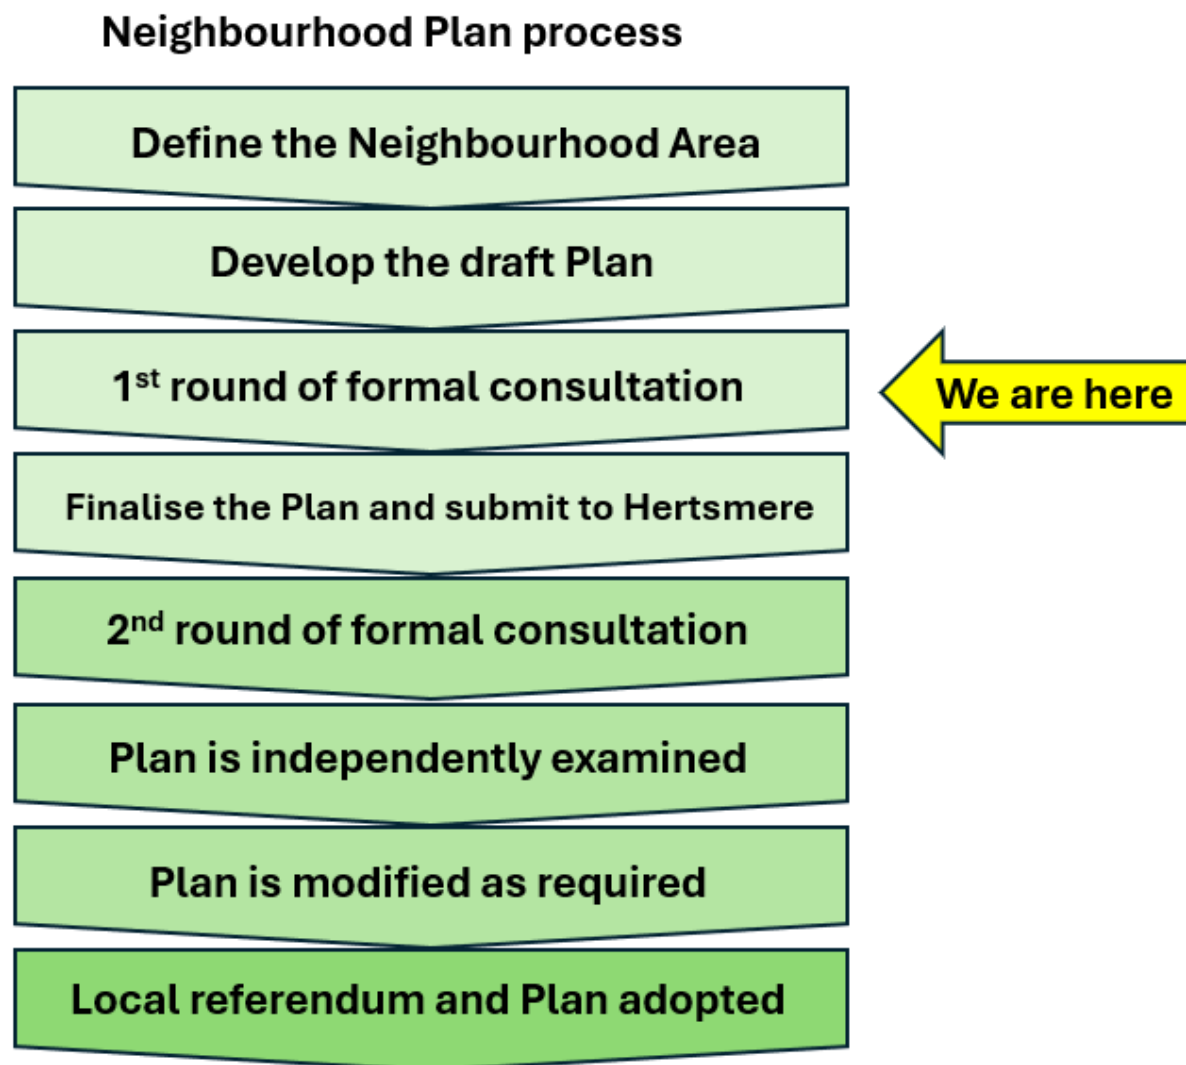 Neighbourhood Plan process
Define the Neighbourhood Area
Develop the draft Plan
1st round of formal consultation
We are here
Finalise the Plan and submit to Hertsmere
2nd round of formal consultation
Plan is independently examined
Plan is modified as required
Local referendum and Plan adopted